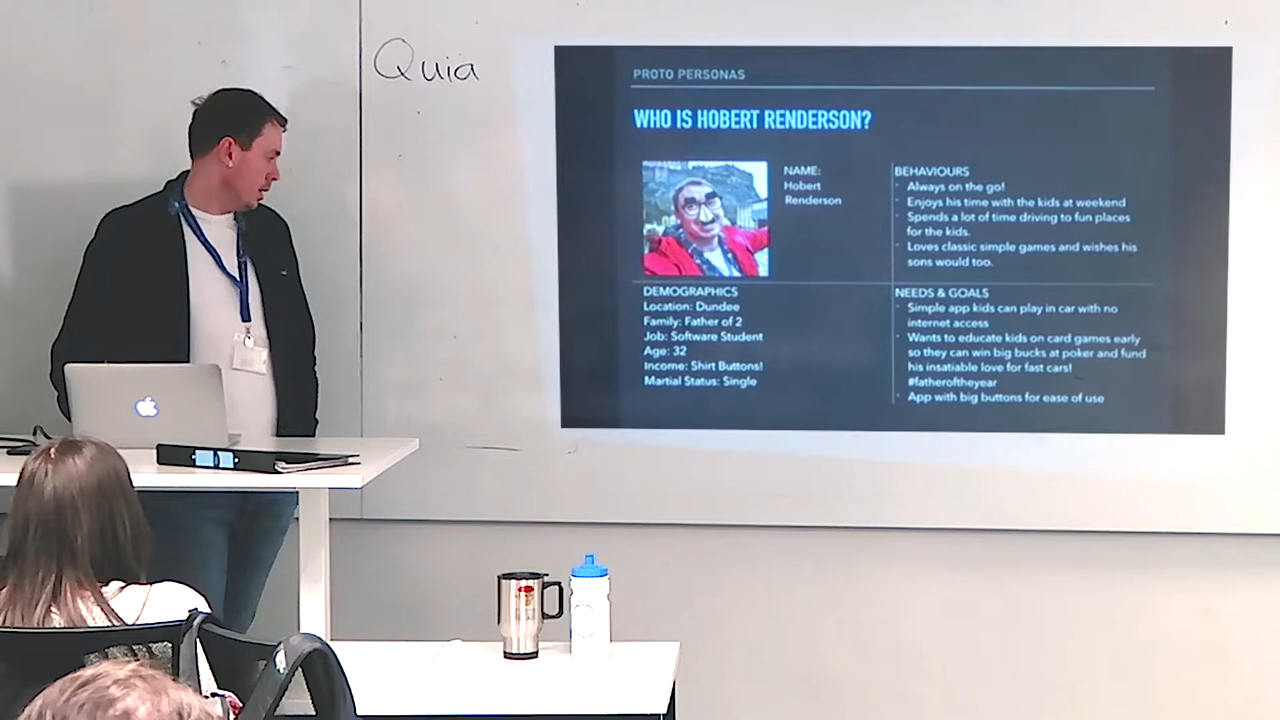 Quia
PROTO PERSONAS
WHO IS HOBERT RENDERSON?
NAME:
Hobert
Renderson
BEHAVIOURS
Always on the go!
Enjoys his time with the kids at weekend
Spends a lot of time driving to fun places
for the kids.
Loves classic simple games and wishes his
sons would too.
DEMOGRAPHICS
Location: Dundee
Family: Father of 2
Job: Software Student
Age: 32
Income: Shirt Buttons!
Martial Status: Single
NEEDS & GOALS
Simple app kids can play in car with no
internet access
Wants to educate kids on card games early
so they can win big bucks at poker and fund
his insatiable love for fast cars!
#fatheroftheyear
App with big buttons for ease of use